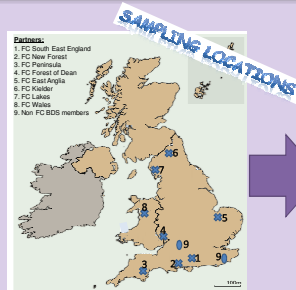 SAMPLING LOCATIONS
Partners:
1. FC South East England
2. FC New Forest
3. FC Peninsula
4. FC Forest of Dean
5. FC East Anglia
6. FC Kielder
7. FC Lakes
8. FC Wales
9. Non FC BDS members
6
7
8
5
4
9
9
2
1
3
100m